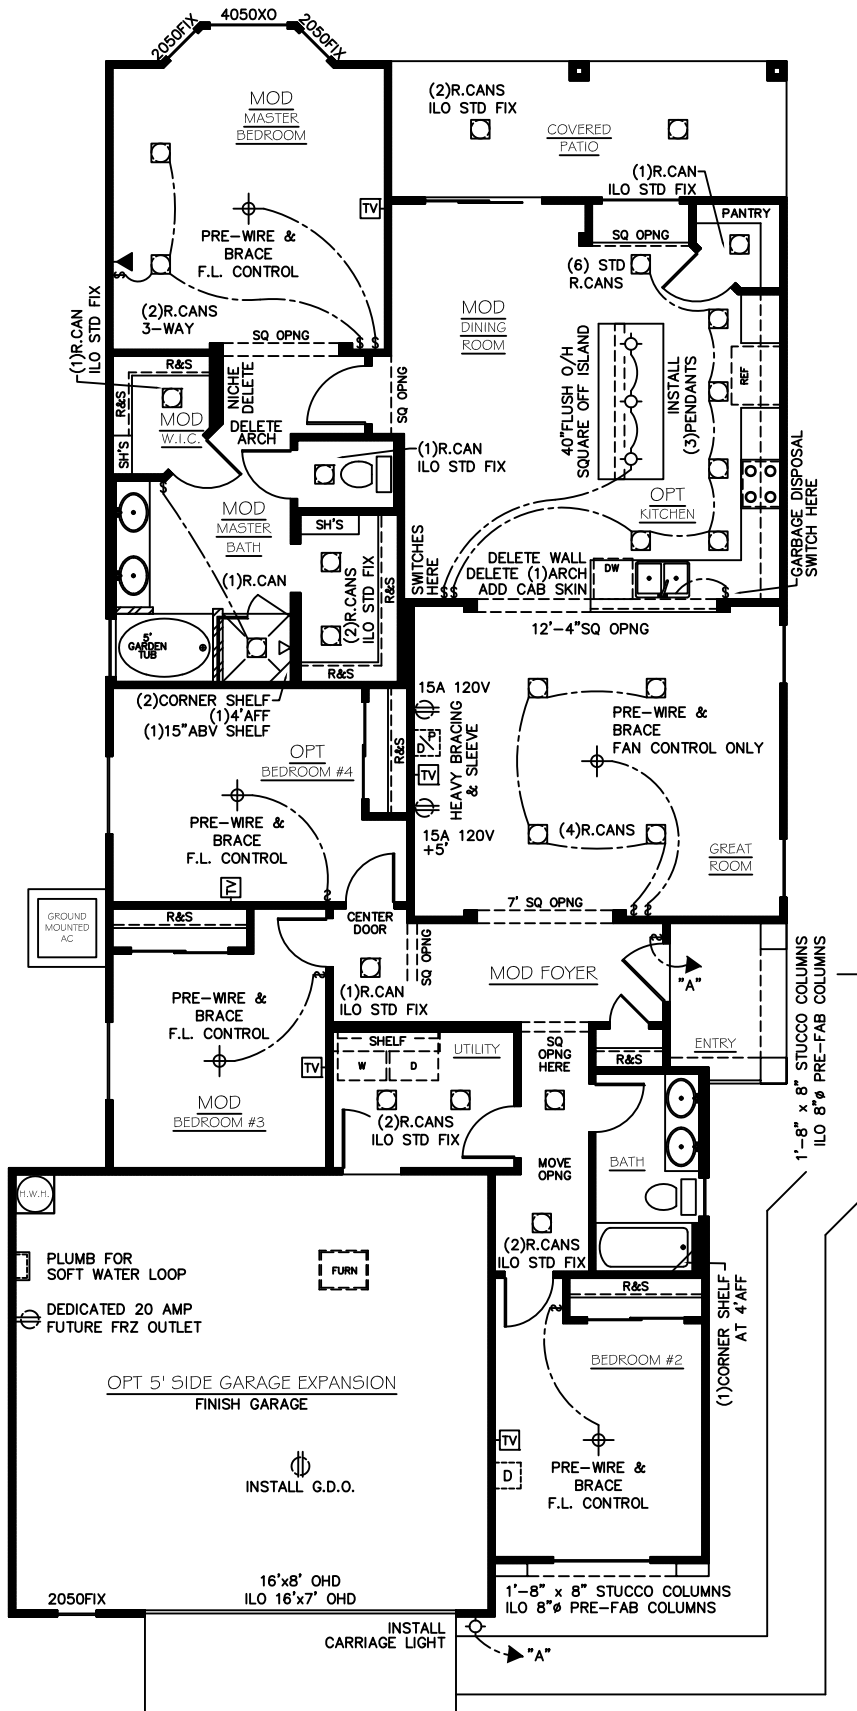 4050XO
2050FIX
2050FIX
MOD
MASTER
BEDROOM
(2)R.CANS
ILO STD FIX
COVERED
PATIO
(1)R.CAN
ILO STD FIX
PANTRY
TV
PRE-WIRE &
BRACE
F.L. CONTROL
SQ OPNG
(6) STD
R.CANS
(2)R.CANS
3-WAY
(1)R.CAN
ILO STD FIX
MOD
DINING
ROOM
SQ OPNG
R&S
R&S
SH'S
MOD
W.I.C.
NICHE
DELETE
DELETE
ARCH
SQ OPNG
40"FLUSH O/H
SQUARE OFF ISLAND
INSTALL
(3)PENDANTS
REF
(1)R.CAN
ILO STD FIX
OPT
KITCHEN
GARBAGE DISPOSAL
SWITCH HERE
MOD
MASTER
BATH
SH'S
(1)R.CAN
(2)R.CANS
ILO STD FIX
R&S
R&S
SWITCHES
HERE
DELETE WALL
DELETE (1)ARCH
ADD CAB SKIN
DW
12'-4"SQ OPNG
5'
GARDEN
TUB
(2)CORNER SHELF
(1)4'AFF
(1)15"ABV SHELF
15A 120V
D/P
TV
HEAVY BRACING
& SLEEVE
15A 120V
+5'
PRE-WIRE &
BRACE
FAN CONTROL ONLY
(4)R.CANS
GREAT
ROOM
OPT
BEDROOM #4
R&S
PRE-WIRE &
BRACE
F.L. CONTROL
TV
7' SQ OPNG
GROUND
MOUNTED
AC
R&S
CENTER
DOOR
SQ OPNG
MOD FOYER
"A"
(1)R.CAN
ILO STD FIX
PRE-WIRE &
BRACE
F.L. CONTROL
TV
MOD
BEDROOM #3
SHELF
W
D
UTILITY
SQ
OPNG
HERE
R&S
ENTRY
1'-8" x 8" STUCCO COLUMNS
ILO 8"ø PRE-FAB COLUMNS
(2)R.CANS
ILO STD FIX
MOVE
OPNG
BATH
H.W.H.
PLUMB FOR
SOFT WATER LOOP
FURN
(2)R.CANS
ILO STD FIX
R&S
(1)CORNER SHELF
AT 4'AFF
DEDICATED 20 AMP
FUTURE FRZ OUTLET
BEDROOM #2
OPT 5' SIDE GARAGE EXPANSION
FINISH GARAGE
TV
D
PRE-WIRE &
BRACE
F.L. CONTROL
INSTALL G.D.O.
16'x8' OHD
ILO 16'x7' OHD
2050FIX
1'-8" x 8" STUCCO COLUMNS
ILO 8"ø PRE-FAB COLUMNS
INSTALL
CARRIAGE LIGHT
"A"